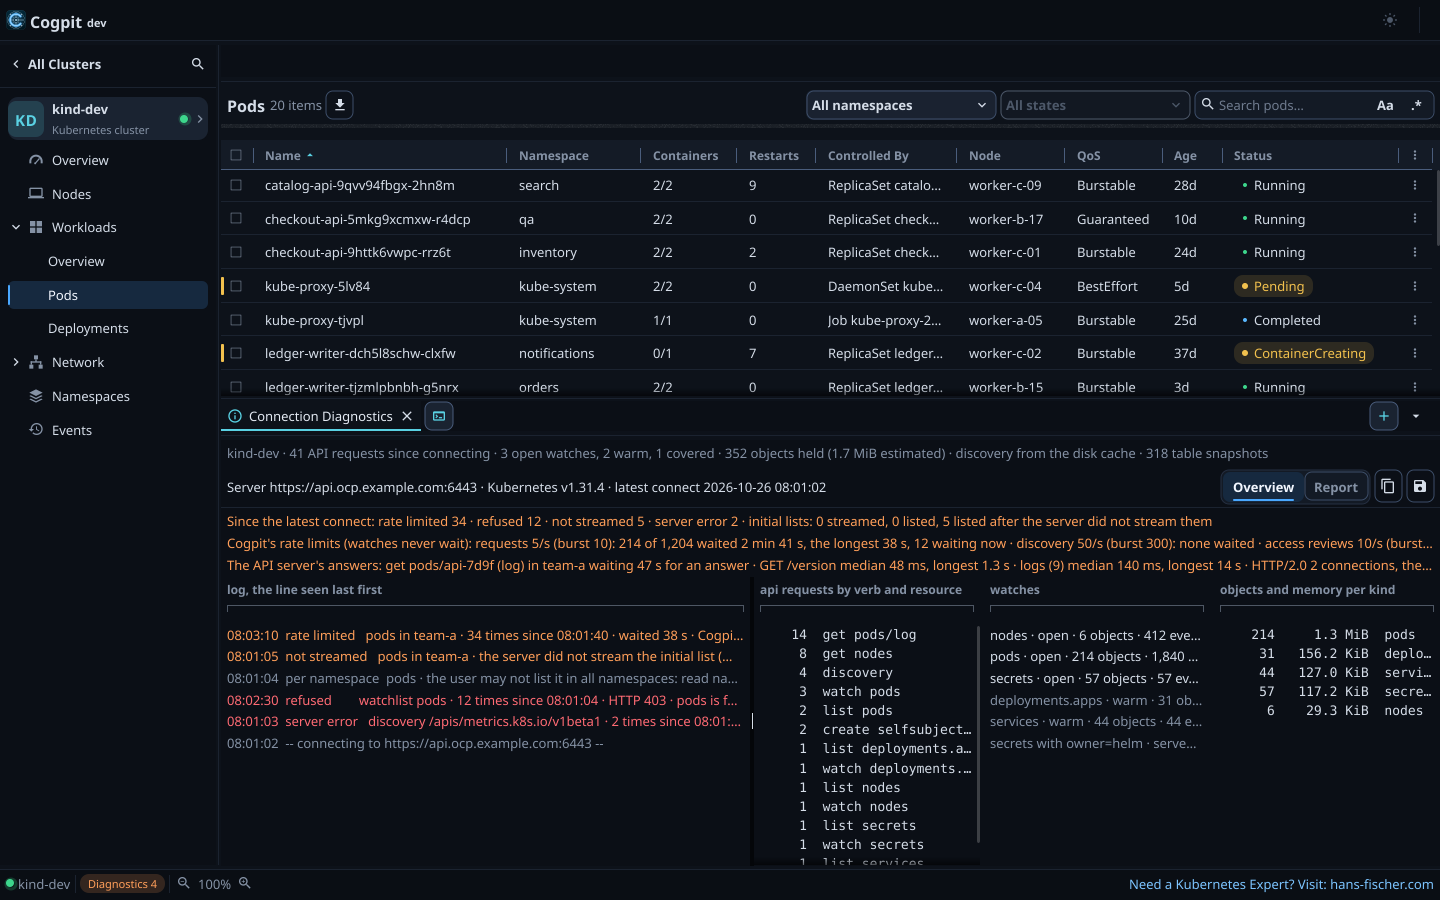 Cogpit dev
All Clusters
KD
kind-dev
Kubernetes cluster
Overview
Nodes
Workloads
Overview
Pods
Deployments
Network
Namespaces
Events
Pods 20 items
All namespaces
All states
Search pods...
Aa
.*
Name Namespace Containers Restarts Controlled By Node QoS Age Status
catalog-api-9qvv94fbgx-2hn8m search 2/2 9 ReplicaSet catalo... worker-c-09 Burstable 28d Running
checkout-api-5mkg9xcmxw-r4dcp qa 2/2 0 ReplicaSet check... worker-b-17 Guaranteed 10d Running
checkout-api-9httk6vwpc-rrz6t inventory 2/2 2 ReplicaSet check... worker-c-01 Burstable 24d Running
kube-proxy-5lv84 kube-system 2/2 0 DaemonSet kube... worker-c-04 BestEffort 5d Pending
kube-proxy-tjvpl kube-system 1/1 0 Job kube-proxy-2... worker-a-05 Burstable 25d Completed
ledger-writer-dch5l8schw-clxfw notifications 0/1 7 ReplicaSet ledger... worker-c-02 Burstable 37d ContainerCreating
ledger-writer-tjzmlpbnbh-g5nrx orders 2/2 0 ReplicaSet ledger... worker-b-15 Burstable 3d Running
Connection Diagnostics
kind-dev · 41 API requests since connecting · 3 open watches, 2 warm, 1 covered · 352 objects held (1.7 MiB estimated) · discovery from the disk cache · 318 table snapshots
Server https://api.ocp.example.com:6443 · Kubernetes v1.31.4 · latest connect 2026-10-26 08:01:02
Overview
Report
Since the latest connect: rate limited 34 · refused 12 · not streamed 5 · server error 2 · initial lists: 0 streamed, 0 listed, 5 listed after the server did not stream them
Cogpit's rate limits (watches never wait): requests 5/s (burst 10): 214 of 1,204 waited 2 min 41 s, the longest 38 s, 12 waiting now · discovery 50/s (burst 300): none waited · access reviews 10/s (burst...
The API server's answers: get pods/api-7d9f (log) in team-a waiting 47 s for an answer · GET /version median 48 ms, longest 1.3 s · logs (9) median 140 ms, longest 14 s · HTTP/2.0 2 connections, the...
log, the line seen last first
08:03:10 rate limited pods in team-a · 34 times since 08:01:40 · waited 38 s · Cogpi...
08:01:05 not streamed pods in team-a · the server did not stream the initial list (...
08:01:04 per namespace pods · the user may not list it in all namespaces: read na...
08:02:30 refused watchlist pods · 12 times since 08:01:04 · HTTP 403 · pods is f...
08:01:03 server error discovery /apis/metrics.k8s.io/v1beta1 · 2 times since 08:01:...
08:01:02 -- connecting to https://api.ocp.example.com:6443 --
api requests by verb and resource
14 get pods/log
8 get nodes
4 discovery
3 watch pods
2 list pods
2 create selfsubject...
1 list deployments.a...
1 watch deployments....
1 list nodes
1 watch nodes
1 list secrets
1 watch secrets
1 list services
watches
nodes · open · 6 objects · 412 eve...
pods · open · 214 objects · 1,840 ...
secrets · open · 57 objects · 57 ev...
deployments.apps · warm · 31 ob...
services · warm · 44 objects · 44 e...
secrets with owner=helm · serve...
objects and memory per kind
214 1.3 MiB pods
31 156.2 KiB deplo...
44 127.0 KiB servi...
57 117.2 KiB secre...
6 29.3 KiB nodes
kind-dev
Diagnostics 4
100%
Need a Kubernetes Expert? Visit: hans-fischer.com